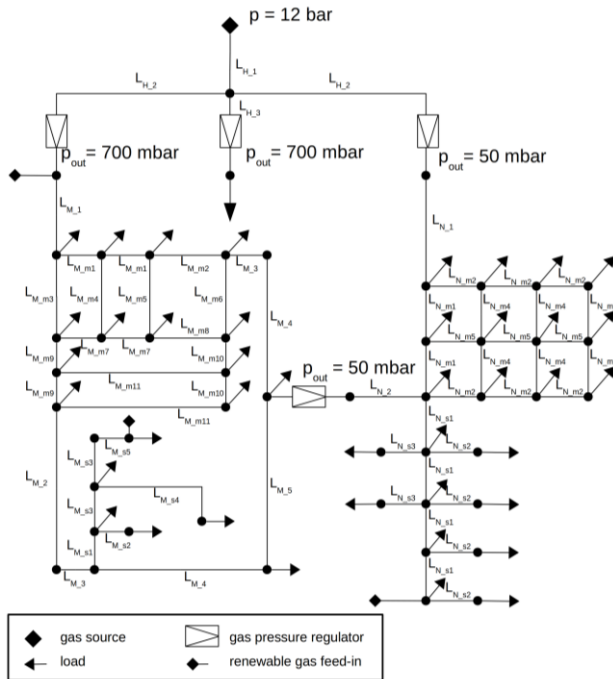 p = 12 bar
L_H_1
L_H_2 L_H_2
L_H_3
p_out = 700 mbar p_out = 700 mbar p_out = 50 mbar
L_M_1 L_N_1
L_M_m1 L_M_m1 L_M_m2 L_M_3
L_N_m2 L_N_m2 L_N_m2
L_M_m3 L_M_m4 L_M_m5 L_M_m6
L_N_m1 L_N_m4 L_N_m4
L_M_4
L_M_m7 L_M_m7 L_M_m8
L_N_m5 L_N_m5
L_M_m9 L_M_m10
L_N_m1 L_N_m4 L_N_m4
L_M_m11
p_out = 50 mbar
L_M_m9 L_M_m10
L_N_2 L_N_m2 L_N_m2 L_N_m2
L_M_m11
L_N_s1
L_M_s5
L_N_s3 L_N_s2
L_M_2 L_M_s3
L_N_s1
L_M_s4 L_M_5
L_N_s3 L_N_s2
L_M_s3
L_N_s1
L_M_s2
L_N_s2
L_M_s1
L_N_s1
L_M_3 L_M_4
L_N_s2
gas source gas pressure regulator
load renewable gas feed-in